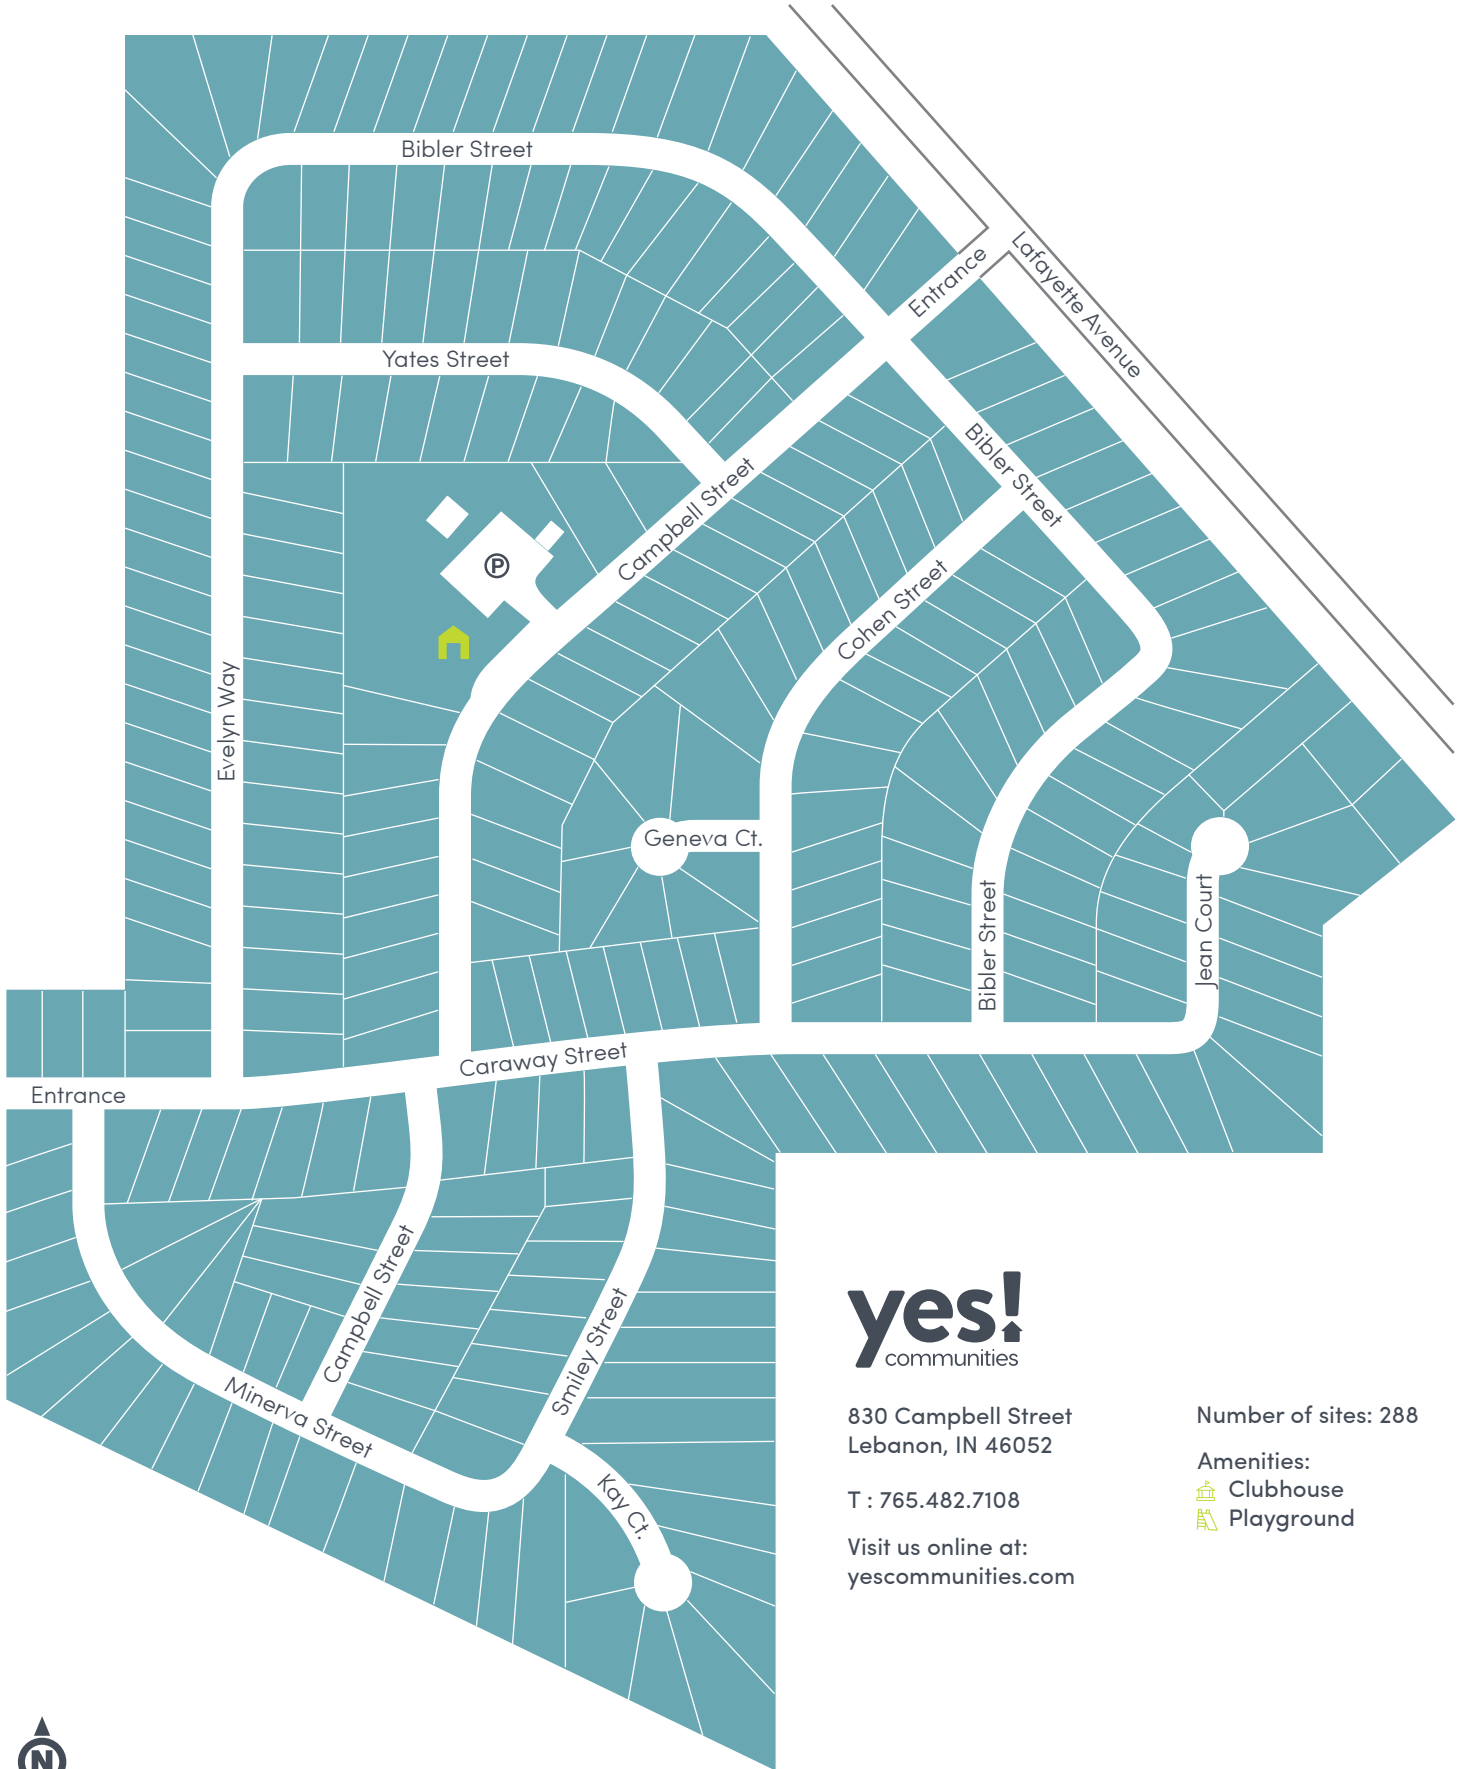 Bibler Street
Entrance
Lafayette Avenue
Yates Street
Bibler Street
Campbell Street
P
Cohen Street
Evelyn Way
Geneva Ct.
Bibler Street
Jean Court
Caraway Street
Entrance
Campbell Street
Smiley Street
Minerva Street
Kay Ct.
yes!
communities
830 Campbell Street
Lebanon, IN 46052
T : 765.482.7108
Visit us online at:
yescommunities.com
Number of sites: 288
Amenities:
Clubhouse
Playground
N